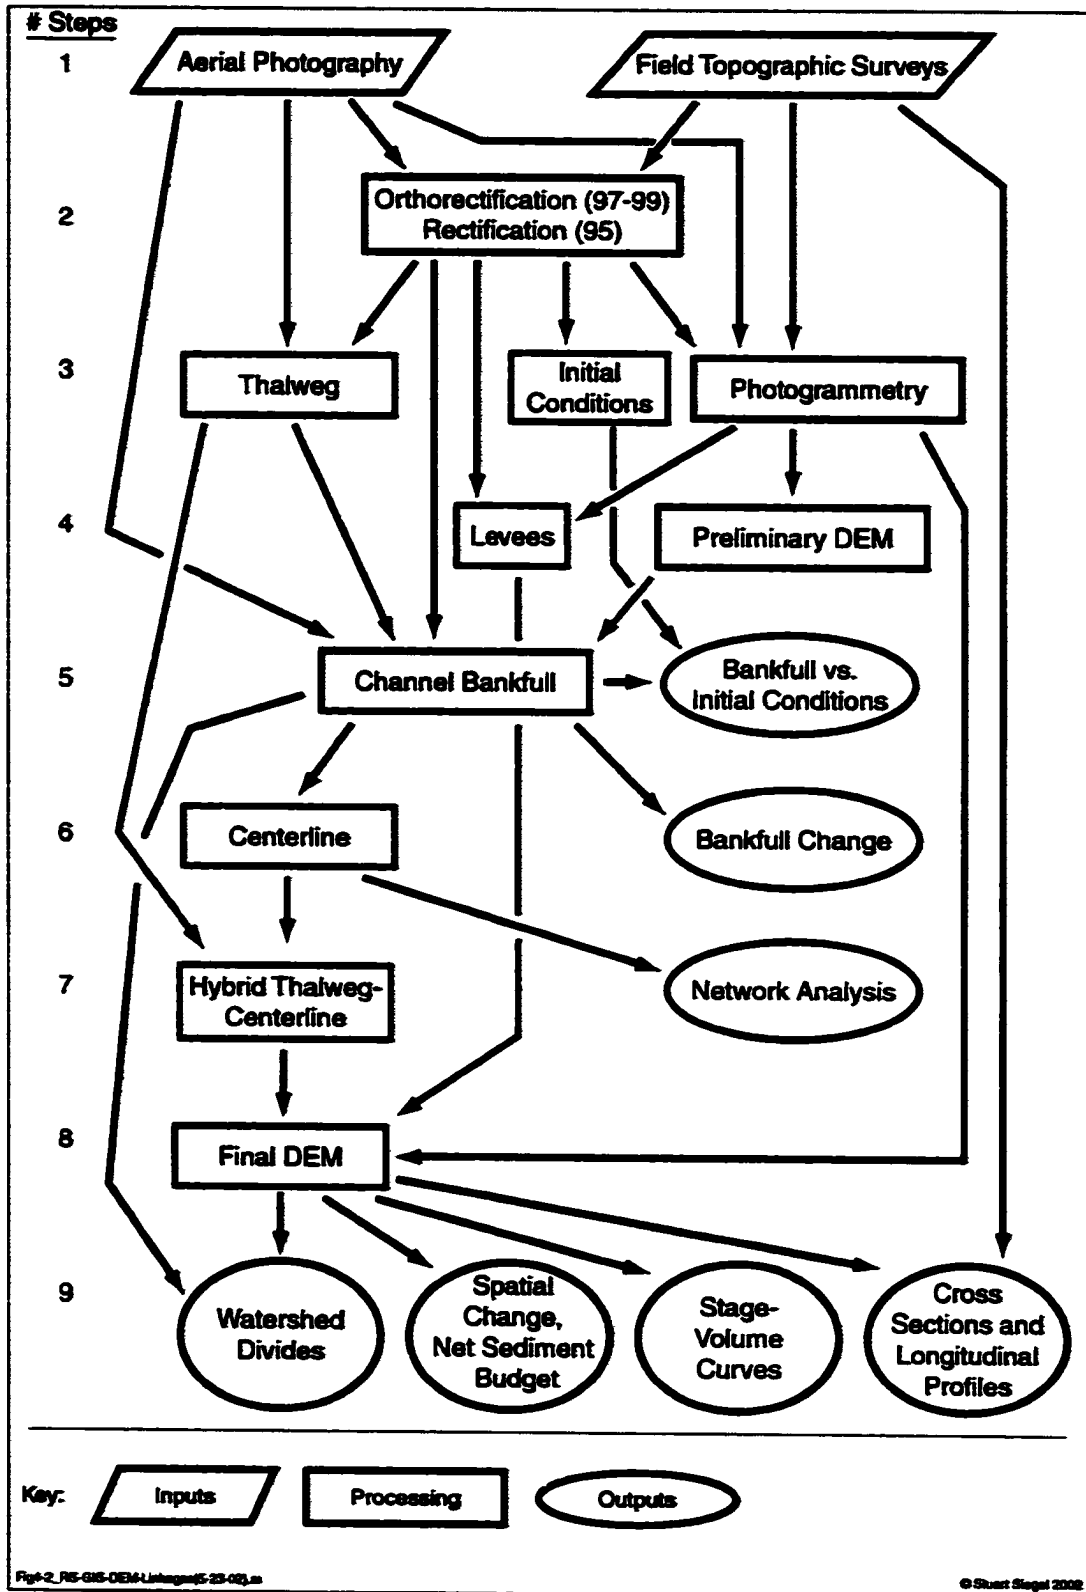 # Steps
1
Aerial Photography
Field Topographic Surveys
2
Orthorectification (97-99)
Rectification (95)
3
Thalweg
Initial
Conditions
Photogrammetry
4
Levees
Preliminary DEM
5
Channel Bankfull
Bankfull vs.
Initial Conditions
6
Centerline
Bankfull Change
7
Hybrid Thalweg-
Centerline
Network Analysis
8
Final DEM
9
Watershed
Divides
Spatial
Change,
Net Sediment
Budget
Stage-
Volume
Curves
Cross
Sections and
Longitudinal
Profiles
Key:
Inputs
Processing
Outputs
© Stuart Siegel 2002